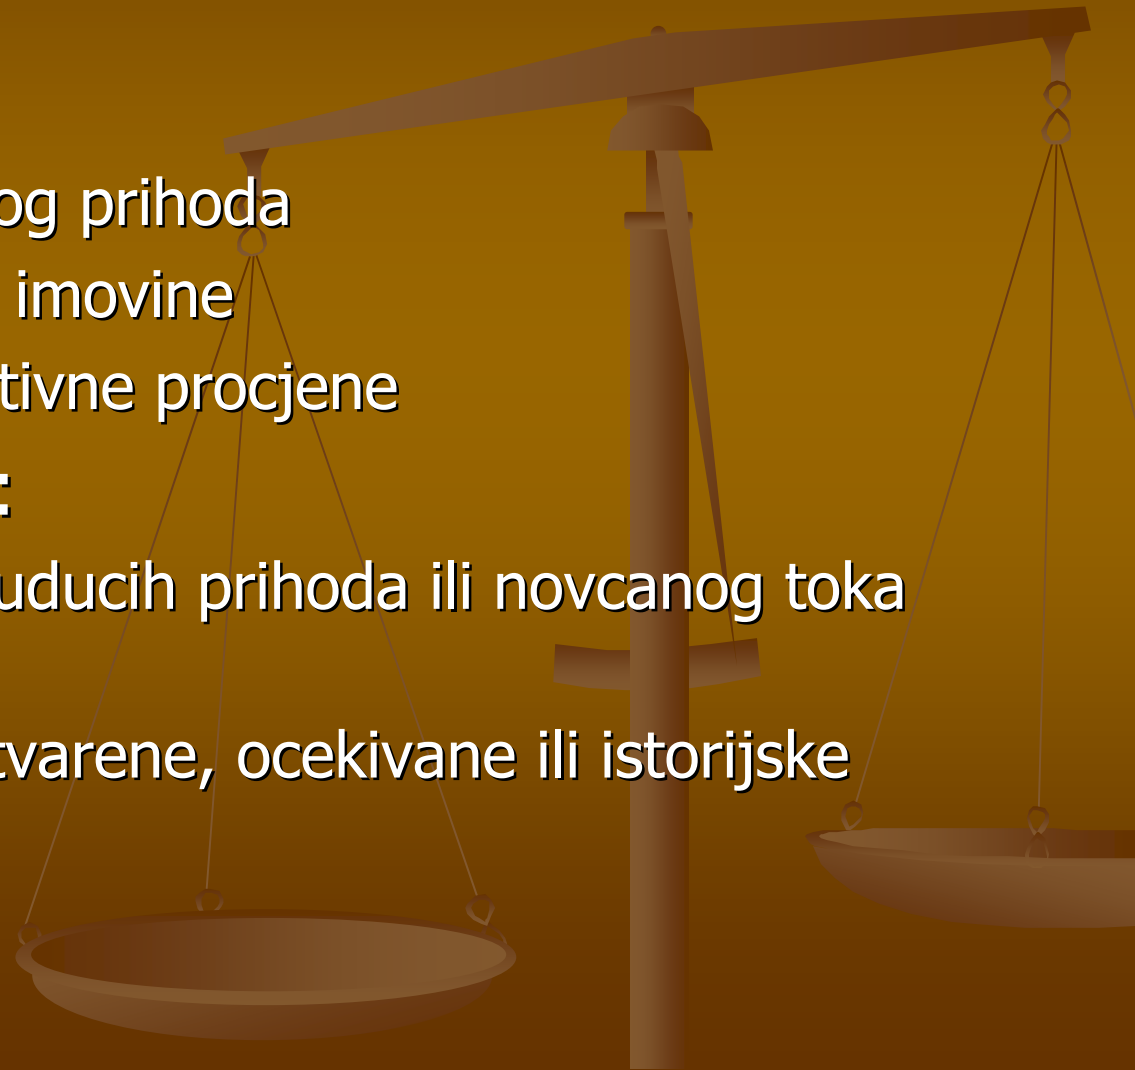 og prihoda
imovine
tivne procjene
:
uducih prihoda ili novcanog toka
tvarene, ocekivane ili istorijske